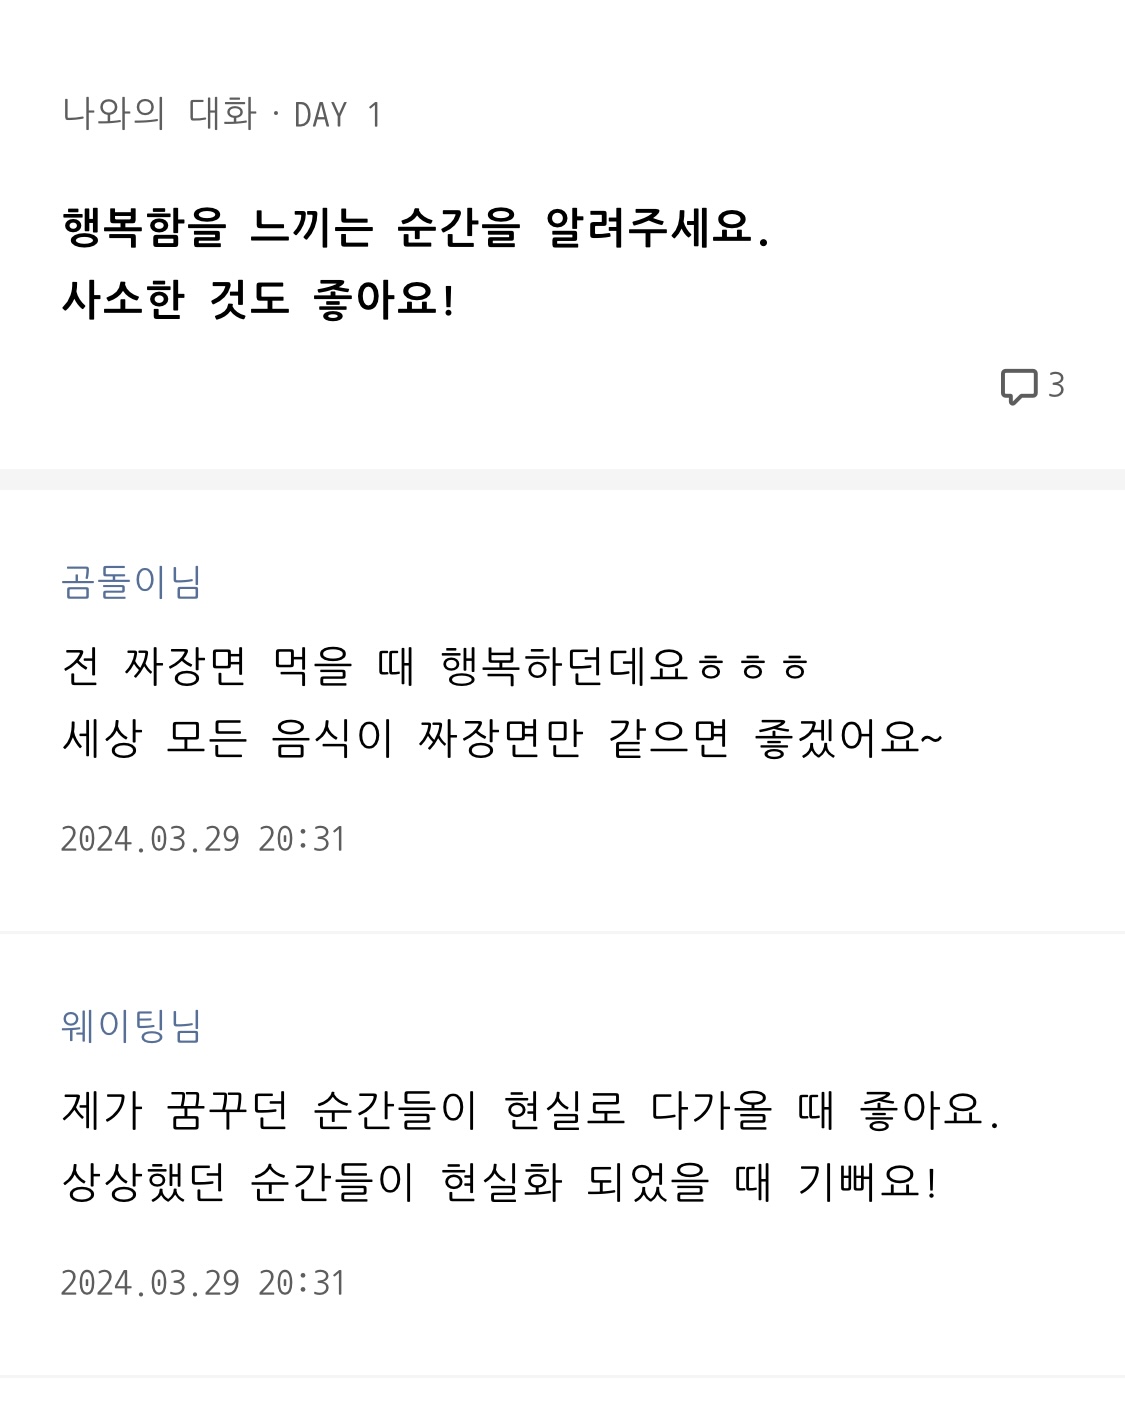 나와의 대화 · DAY 1
행복함을 느끼는 순간을 알려주세요.
사소한 것도 좋아요!
3
곰돌이님
전 짜장면 먹을 때 행복하던데요ㅎㅎㅎ
세상 모든 음식이 짜장면만 같으면 좋겠어요~
2024.03.29 20:31
웨이팅님
제가 꿈꾸던 순간들이 현실로 다가올 때 좋아요.
상상했던 순간들이 현실화 되었을 때 기뻐요!
2024.03.29 20:31